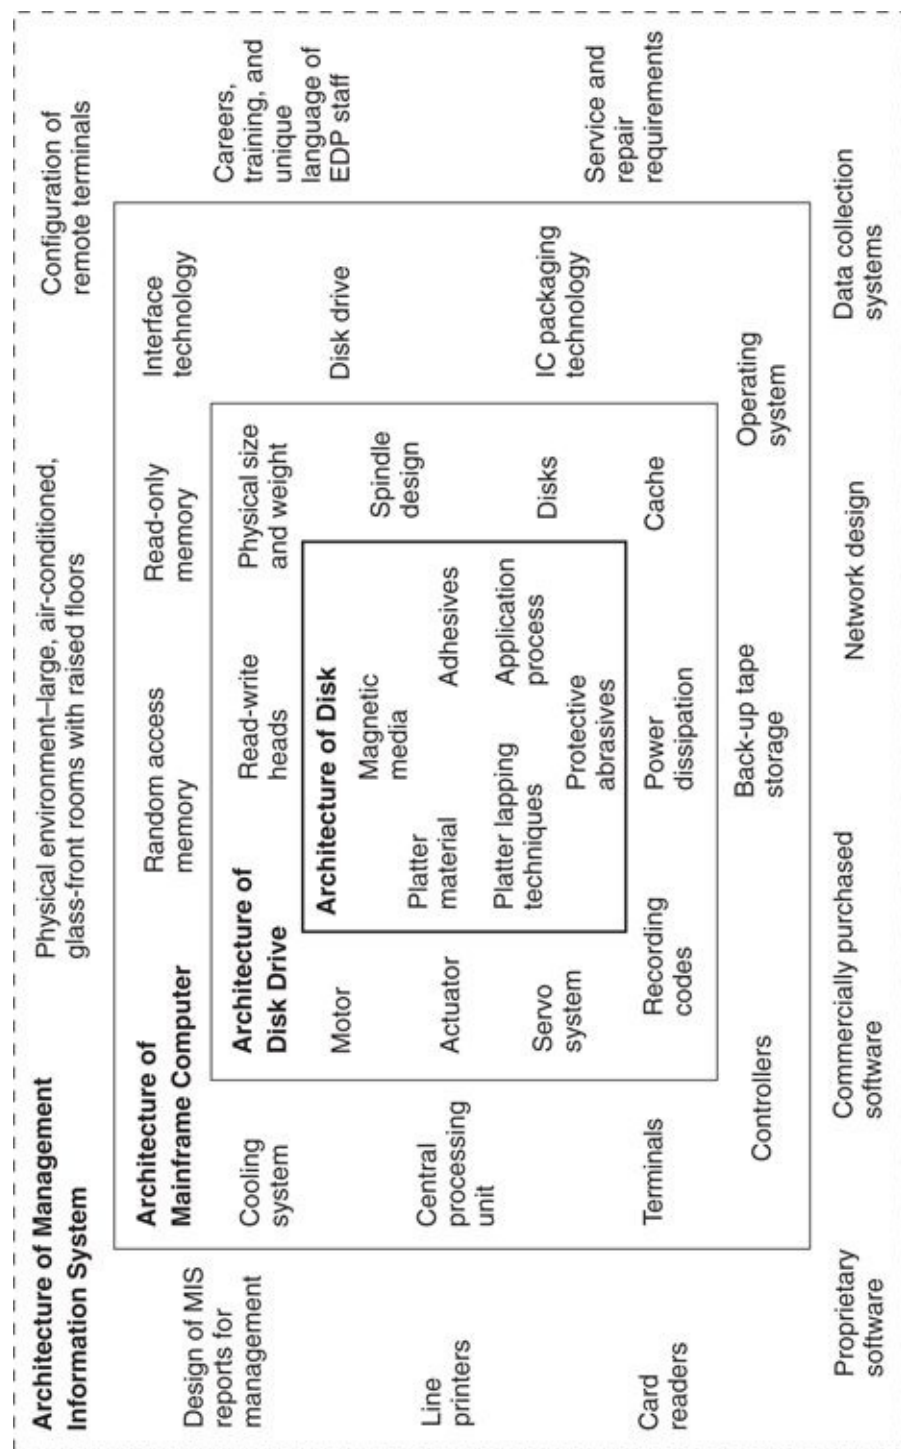 Architecture of Management
Information System
Physical environment–large, air-conditioned,
glass-front rooms with raised floors
Configuration of
remote terminals
Design of MIS
reports for
management
Line
printers
Card
readers
Architecture of
Mainframe Computer
Random access
memory
Read-only
memory
Interface
technology
Cooling
system
Central
processing
unit
Terminals
Architecture of
Disk Drive
Read-write
heads
Physical size
and weight
Motor
Actuator
Servo
system
Architecture of Disk
Magnetic
media
Platter
material
Adhesives
Platter lapping
techniques
Application
process
Protective
abrasives
Spindle
design
Disks
Recording
codes
Power
dissipation
Cache
Disk drive
IC packaging
technology
Controllers
Back-up tape
storage
Operating
system
Careers,
training, and
unique
language of
EDP staff
Service and
repair
requirements
Proprietary
software
Commercially purchased
software
Network design
Data collection
systems